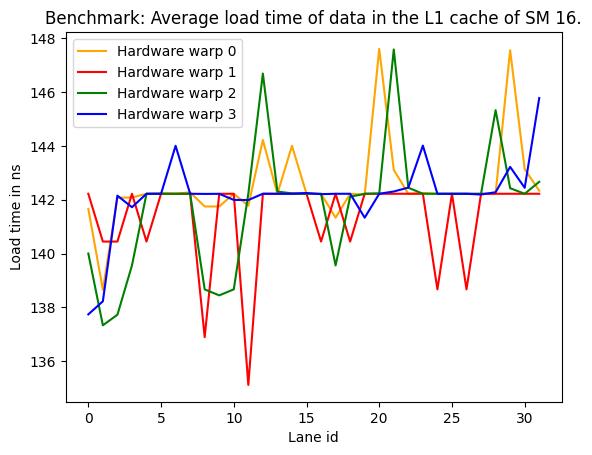 Benchmark: Average load time of data in the L1 cache of SM 16.
Hardware warp 0
Hardware warp 1
Hardware warp 2
Hardware warp 3
Load time in ns
148
146
144
142
140
138
136
0 5 10 15 20 25 30
Lane id